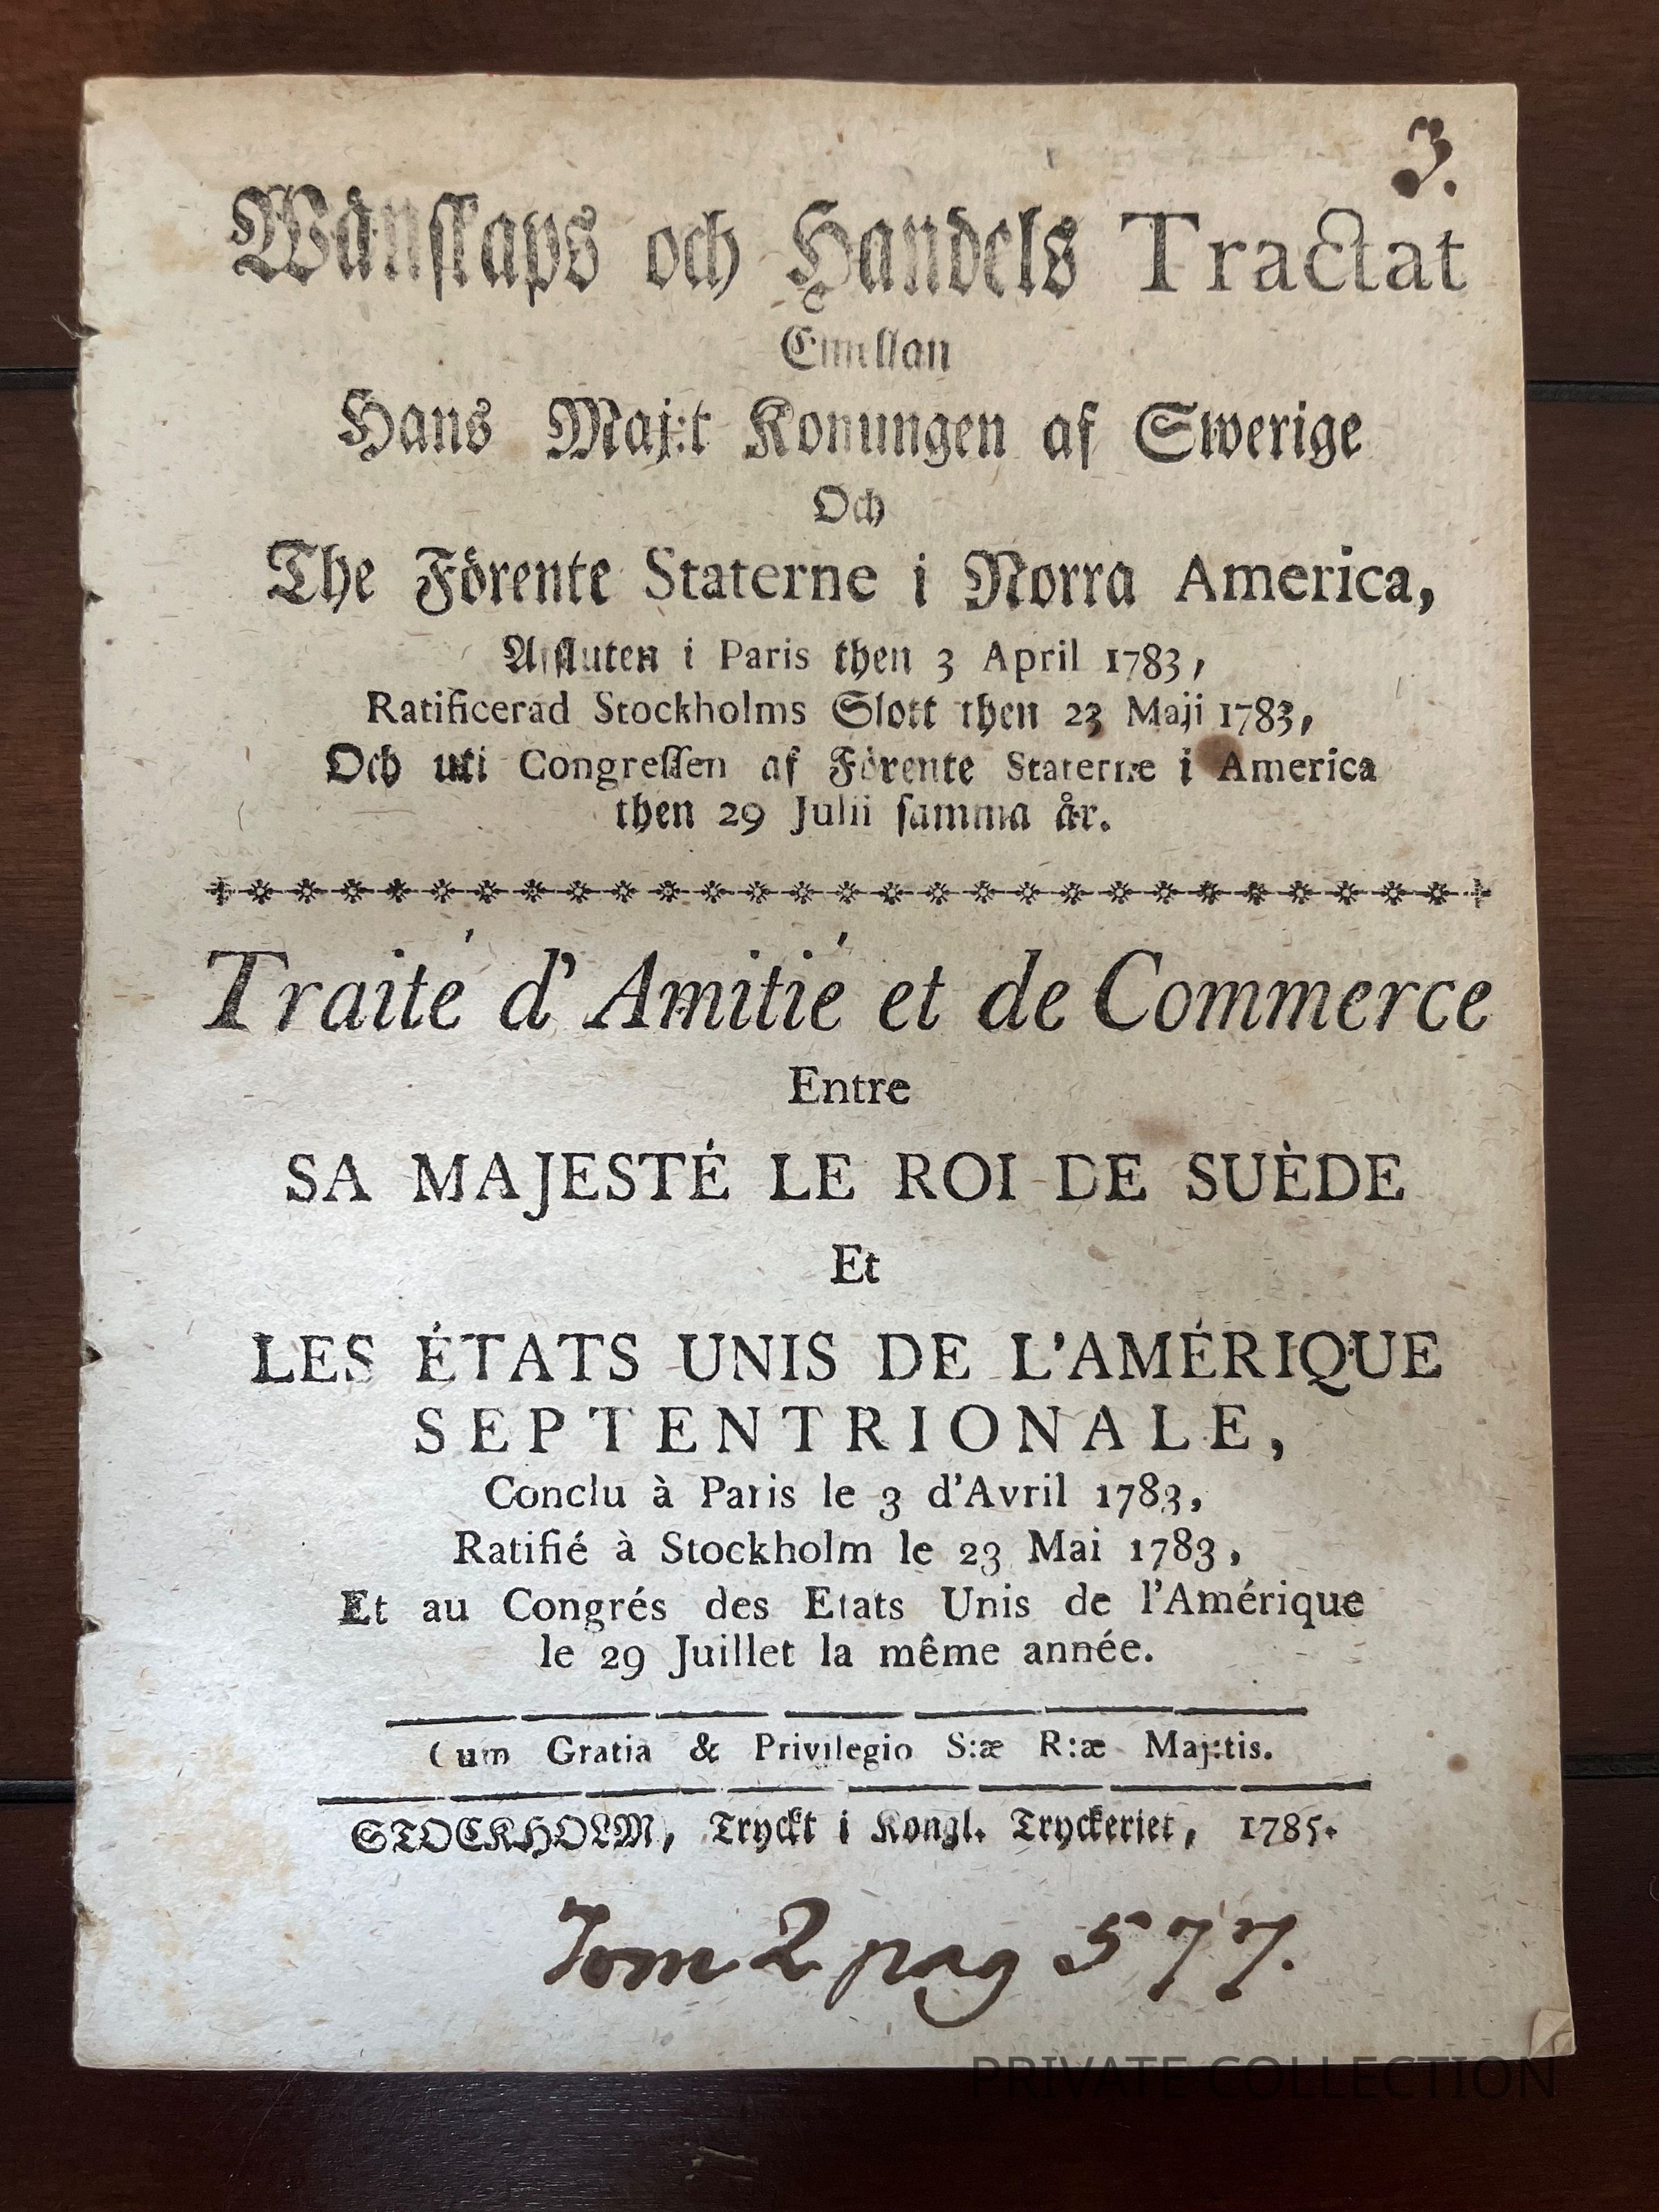 3.
Wånskaps och Handels Tractat
Emellan
Hans Maj:t Konungen af Swerige
Och
The Förente Staterne i Norra America,
Afsluten i Paris then 3 April 1783,
Ratificerad Stockholms Slott then 23 Maji 1783,
Och uti Congressen af Förente Staterne i America
then 29 Julii samma år.
Traité d'Amitié et de Commerce
Entre
SA MAJESTÉ LE ROI DE SUÈDE
Et
LES ÉTATS UNIS DE L'AMÉRIQUE
SEPTENTRIONALE,
Conclu à Paris le 3 d'Avril 1783,
Ratifié à Stockholm le 23 Mai 1783,
Et au Congrés des Etats Unis de l'Amérique
le 29 Juillet la même année.
Cum Gratia & Privilegio S:æ R:æ Maj:tis.
STOCKHOLM, Tryckt i Kongl. Tryckeriet, 1785.
Tom 2 pag 577.
PRIVATE COLLECTION